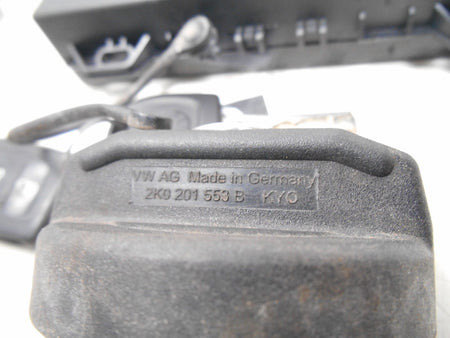 VW AG Made in Germany
2K0 201 553 B KYO